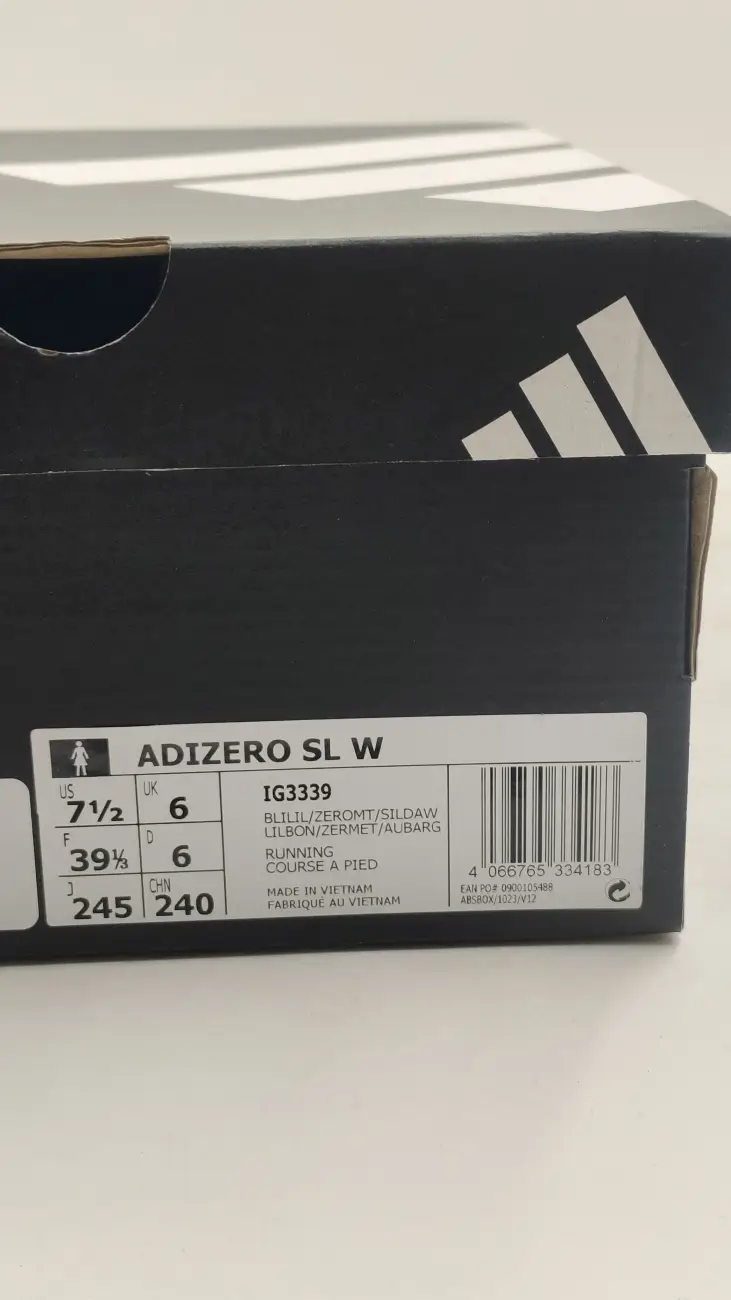 ADIZERO SL W
US 7½ UK 6
F 39⅓ D 6
J 245 CHN 240
IG3339
BLILIL/ZEROMT/SILDAW
LILBON/ZERMET/AUBARG
RUNNING
COURSE A PIED
MADE IN VIETNAM
FABRIQUÉ AU VIETNAM
4 066765 334183
EAN PO# 0900105488
ABSBOX/1023/V12